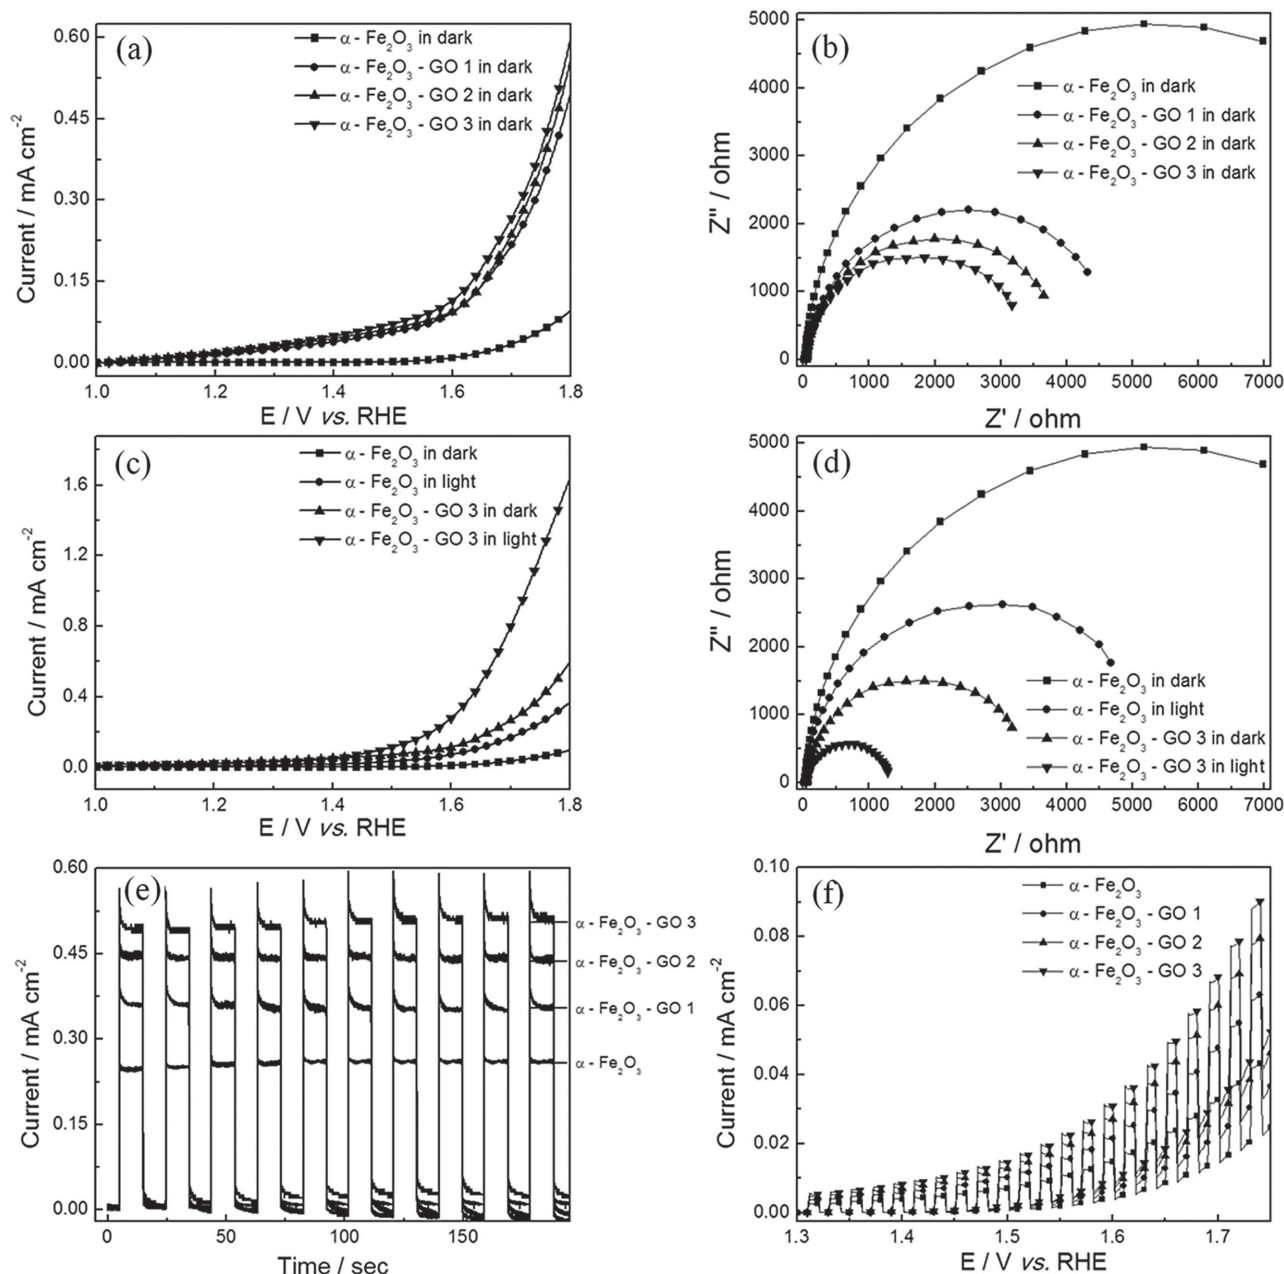 (a)
α - Fe₂O₃ in dark
α - Fe₂O₃ - GO 1 in dark
α - Fe₂O₃ - GO 2 in dark
α - Fe₂O₃ - GO 3 in dark
0.60
0.45
0.30
0.15
0.00
Current / mA cm⁻²
1.0 1.2 1.4 1.6 1.8
E / V vs. RHE
(b)
α - Fe₂O₃ in dark
α - Fe₂O₃ - GO 1 in dark
α - Fe₂O₃ - GO 2 in dark
α - Fe₂O₃ - GO 3 in dark
5000
4000
3000
2000
1000
0
Z'' / ohm
0 1000 2000 3000 4000 5000 6000 7000
Z' / ohm
(c)
α - Fe₂O₃ in dark
α - Fe₂O₃ in light
α - Fe₂O₃ - GO 3 in dark
α - Fe₂O₃ - GO 3 in light
1.6
1.2
0.8
0.4
0.0
Current / mA cm⁻²
1.0 1.2 1.4 1.6 1.8
E / V vs. RHE
(d)
5000
4000
3000
2000
1000
0
Z'' / ohm
α - Fe₂O₃ in dark
α - Fe₂O₃ in light
α - Fe₂O₃ - GO 3 in dark
α - Fe₂O₃ - GO 3 in light
0 1000 2000 3000 4000 5000 6000 7000
Z' / ohm
(e)
0.60
0.45
0.30
0.15
0.00
Current / mA cm⁻²
α - Fe₂O₃ - GO 3
α - Fe₂O₃ - GO 2
α - Fe₂O₃ - GO 1
α - Fe₂O₃
0 50 100 150
Time / sec
(f)
α - Fe₂O₃
α - Fe₂O₃ - GO 1
α - Fe₂O₃ - GO 2
α - Fe₂O₃ - GO 3
0.10
0.08
0.06
0.04
0.02
0.00
Current / mA cm⁻²
1.3 1.4 1.5 1.6 1.7
E / V vs. RHE